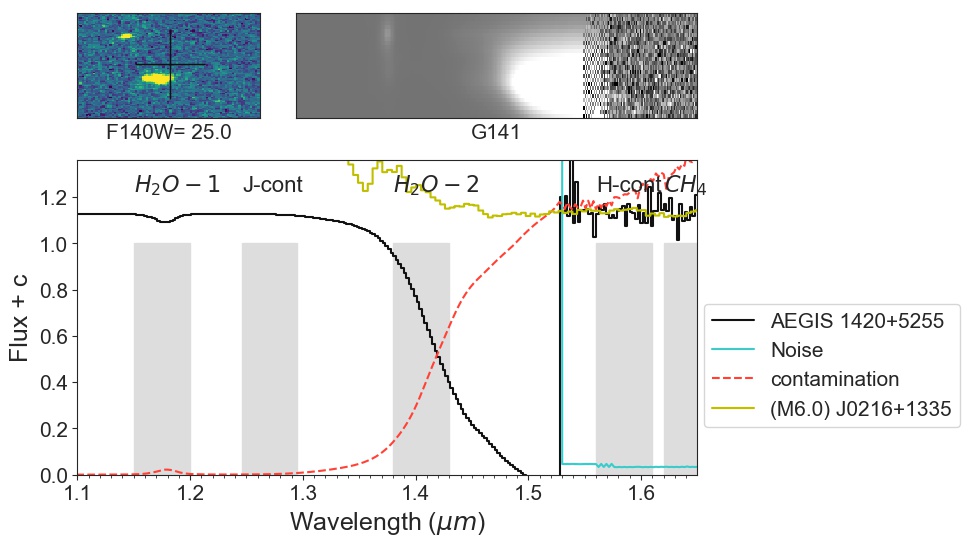 F140W= 25.0
G141
H₂O − 1
J-cont
H₂O − 2
H-cont
CH₄
1.2
1.0
0.8
0.6
0.4
0.2
0.0
Flux + c
1.1
1.2
1.3
1.4
1.5
1.6
Wavelength (μm)
AEGIS 1420+5255
Noise
contamination
(M6.0) J0216+1335